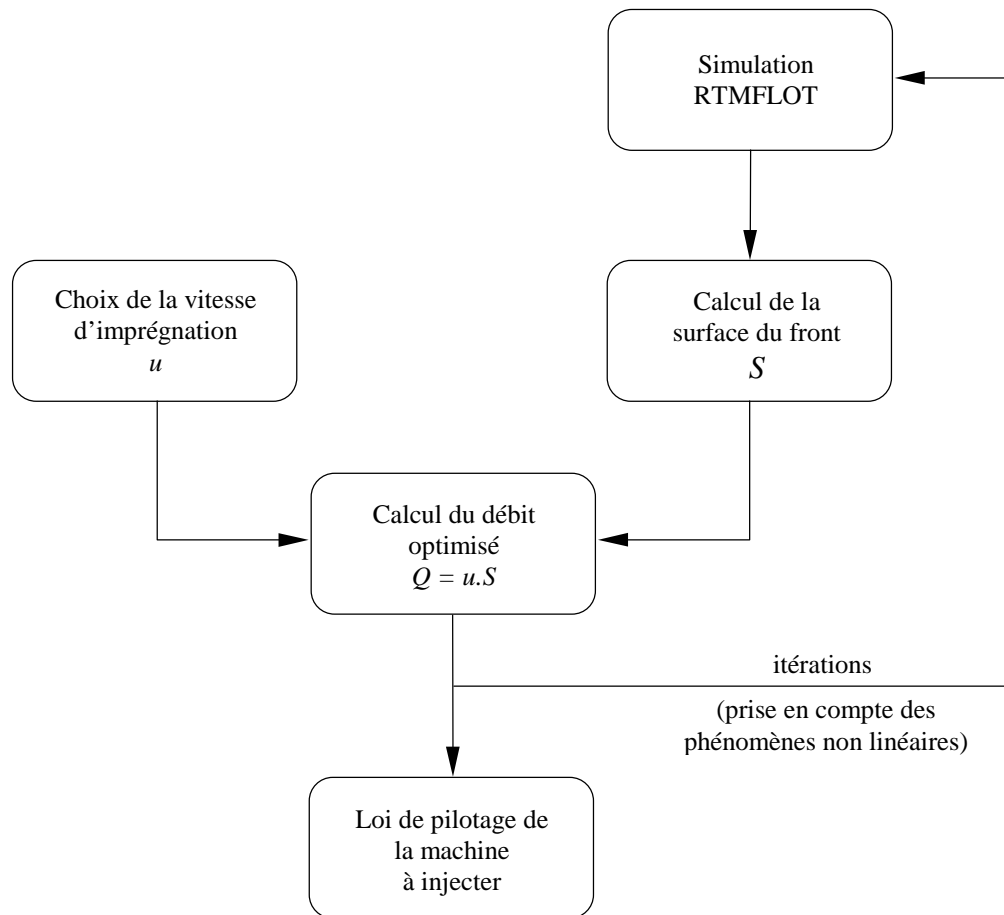 Simulation
RTMFLOT
Choix de la vitesse
d’imprégnation
u
Calcul de la
surface du front
S
Calcul du débit
optimisé
Q = u.S
itérations
(prise en compte des
phénomènes non linéaires)
Loi de pilotage de
la machine
à injecter